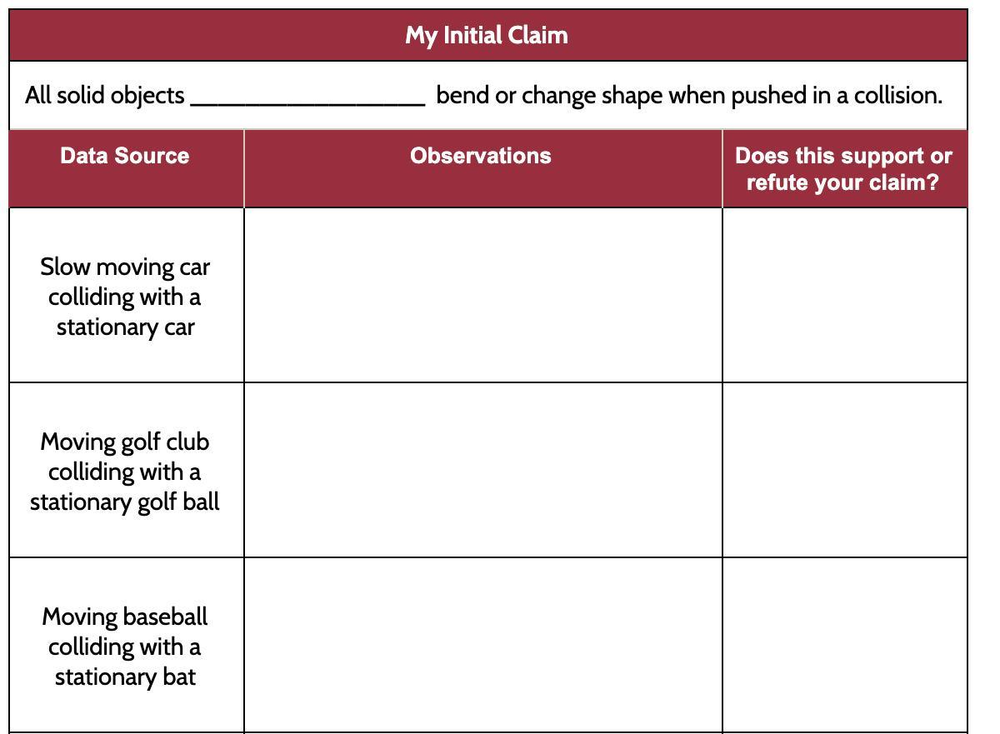 My Initial Claim
All solid objects ____________________ bend or change shape when pushed in a collision.
Data Source
Observations
Does this support or
refute your claim?
Slow moving car
colliding with a
stationary car
Moving golf club
colliding with a
stationary golf ball
Moving baseball
colliding with a
stationary bat